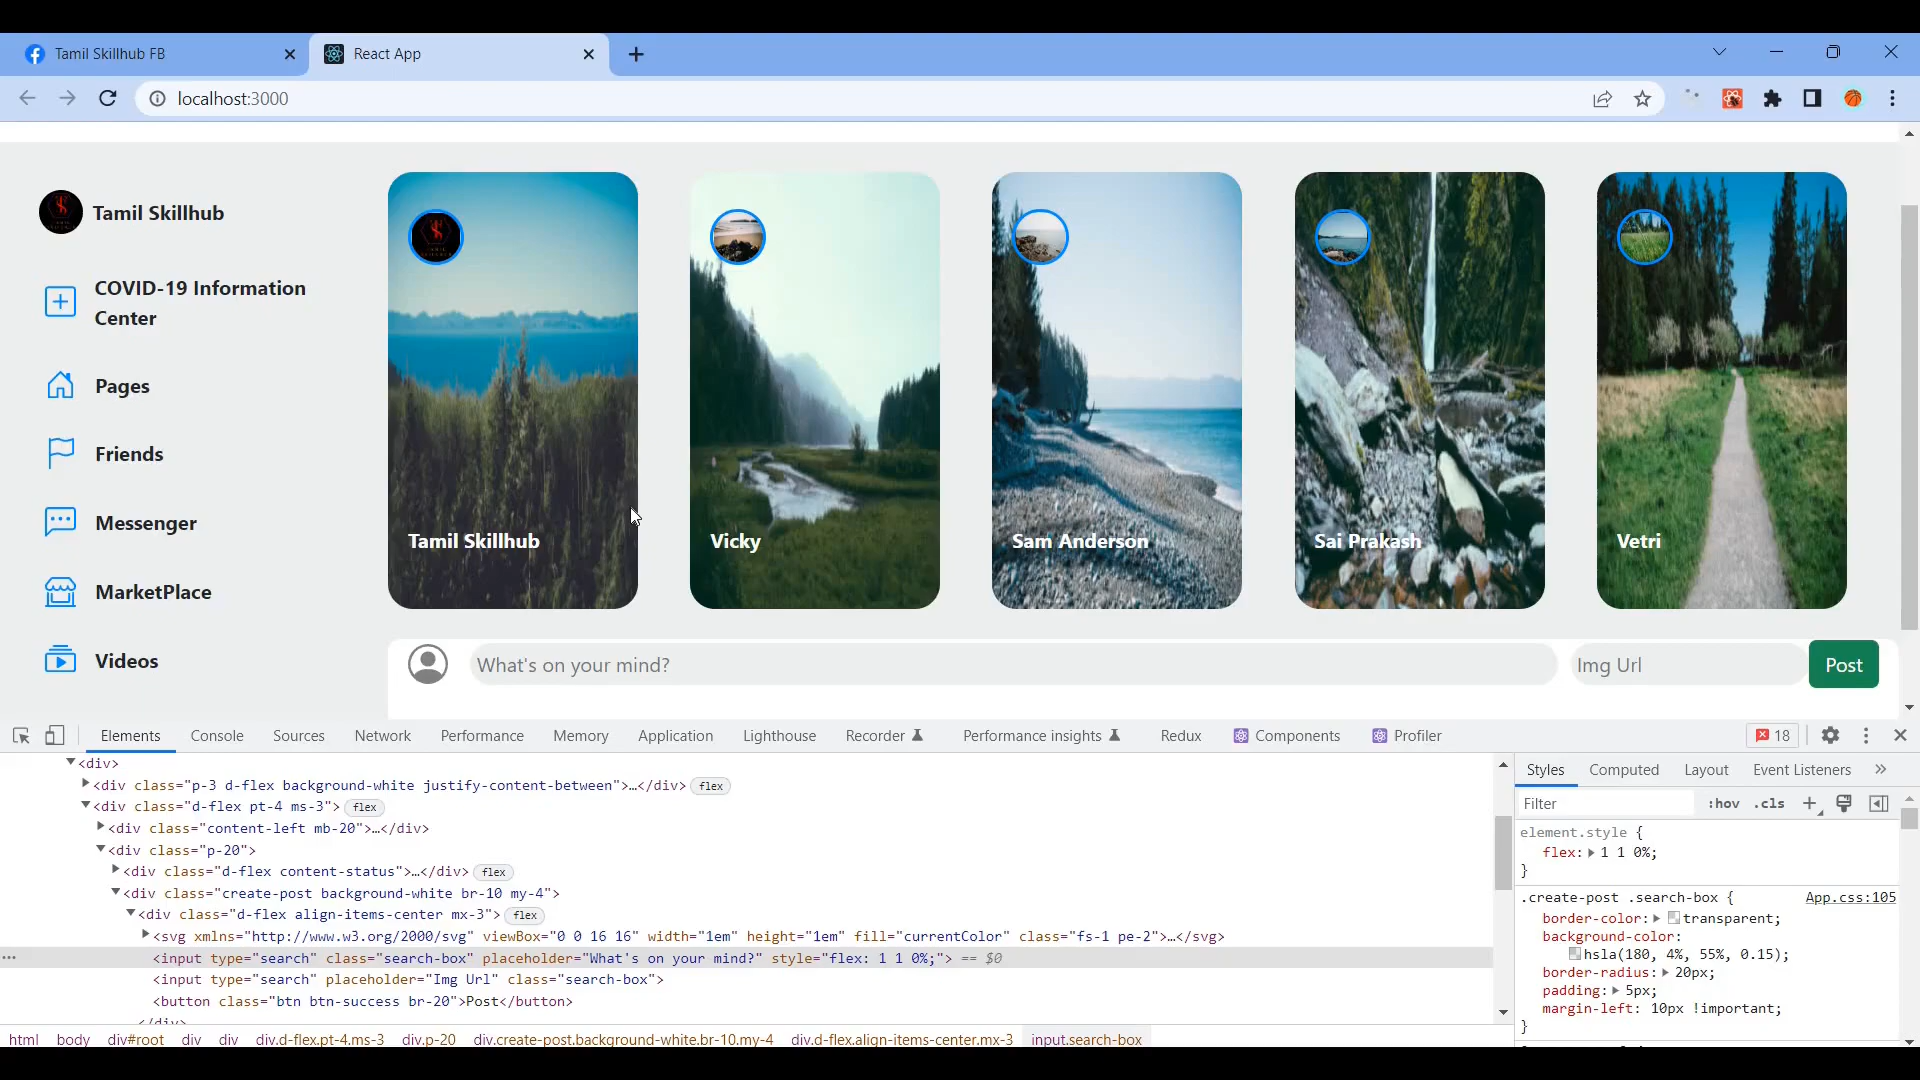 Tamil Skillhub FB
React App
localhost:3000
Tamil Skillhub
COVID-19 Information
Center
Pages
Friends
Messenger
MarketPlace
Videos
Tamil Skillhub
Vicky
Sam Anderson
Sai Prakash
Vetri
What's on your mind?
Img Url
Post
Elements Console Sources Network Performance Memory Application Lighthouse Recorder Performance insights Redux Components Profiler 18
<div>
<div class="p-3 d-flex background-white justify-content-between">…</div> flex
<div class="d-flex pt-4 ms-3"> flex
<div class="content-left mb-20">…</div>
<div class="p-20">
<div class="d-flex content-status">…</div> flex
<div class="create-post background-white br-10 my-4">
<div class="d-flex align-items-center mx-3"> flex
<svg xmlns="http://www.w3.org/2000/svg" viewBox="0 0 16 16" width="1em" height="1em" fill="currentColor" class="fs-1 pe-2">…</svg>
<input type="search" class="search-box" placeholder="What's on your mind?" style="flex: 1 1 0%;"> == $0
<input type="search" placeholder="Img Url" class="search-box">
<button class="btn btn-success br-20">Post</button>
</div>
html body div#root div div div.d-flex.pt-4.ms-3 div.p-20 div.create-post.background-white.br-10.my-4 div.d-flex.align-items-center.mx-3 input.search-box
Styles Computed Layout Event Listeners »
Filter :hov .cls
element.style {
flex: 1 1 0%;
}
.create-post .search-box { App.css:105
border-color: transparent;
background-color:
hsla(180, 4%, 55%, 0.15);
border-radius: 20px;
padding: 5px;
margin-left: 10px !important;
}